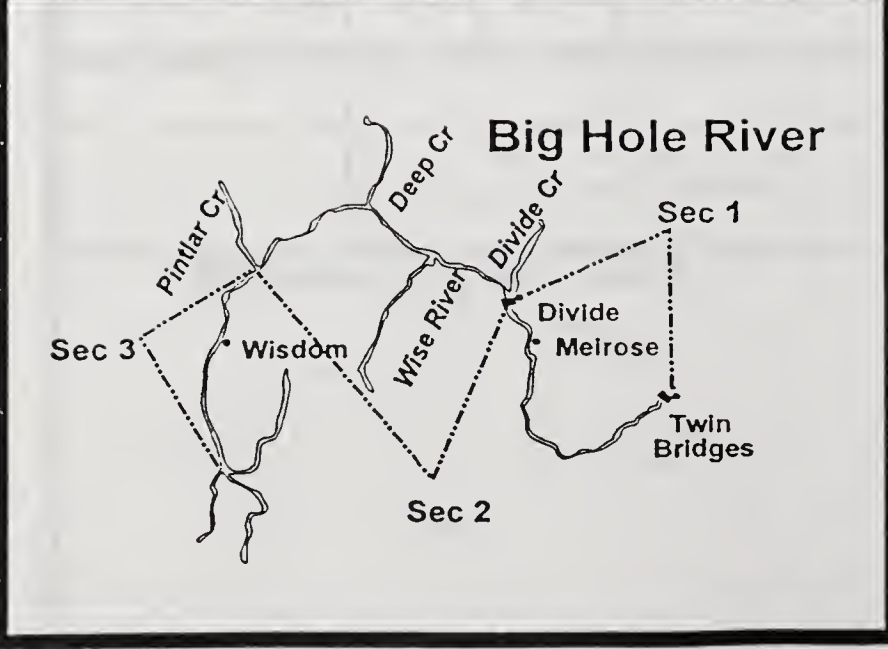 Big Hole River
Deep Cr
Divide Cr
Pintlar Cr
Sec 1
Wise River
Divide
Sec 3
Wisdom
Melrose
Twin
Bridges
Sec 2